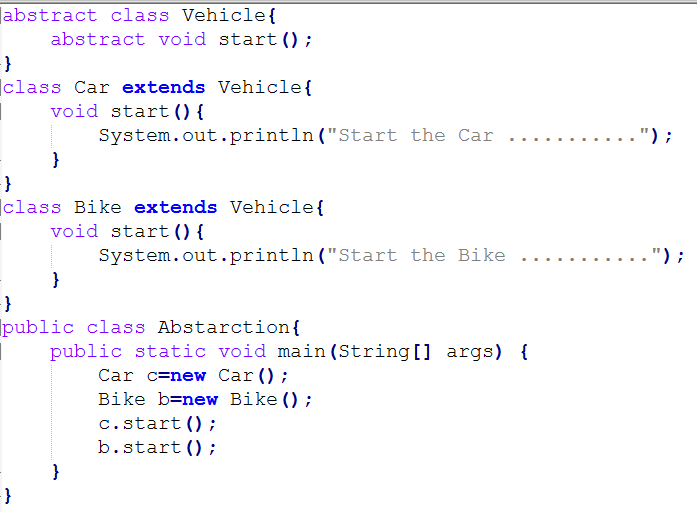 abstract class Vehicle{
    abstract void start();
}
class Car extends Vehicle{
    void start(){
        System.out.println("Start the Car ...........");
    }
}
class Bike extends Vehicle{
    void start(){
        System.out.println("Start the Bike ...........");
    }
}
public class Abstarction{
    public static void main(String[] args) {
        Car c=new Car();
        Bike b=new Bike();
        c.start();
        b.start();
    }
}